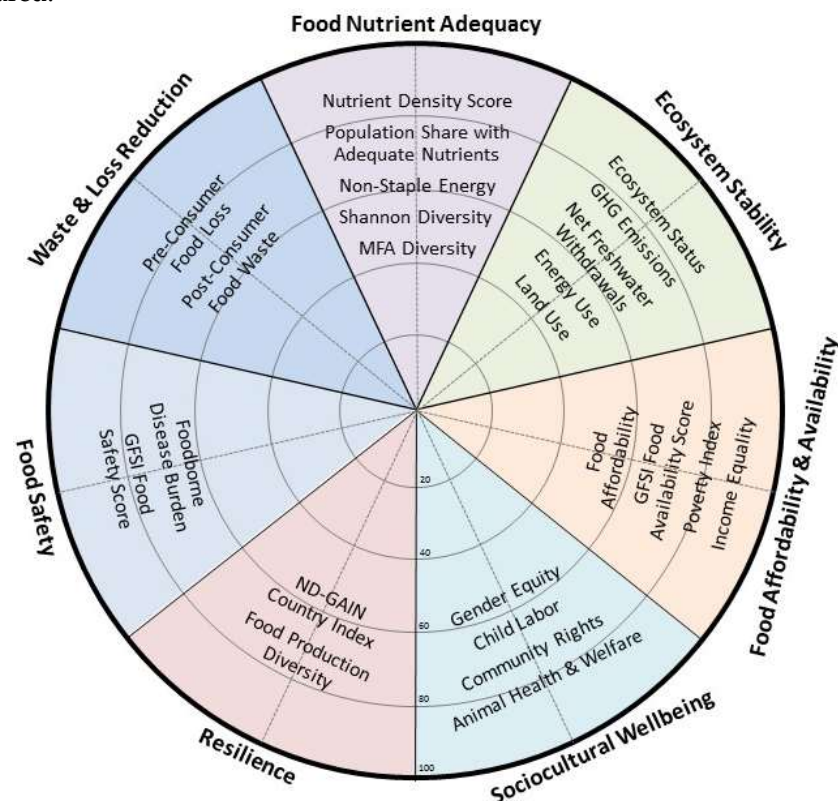 Food Nutrient Adequacy
Nutrient Density Score
Population Share with
Adequate Nutrients
Non-Staple Energy
Shannon Diversity
MFA Diversity
Ecosystem Stability
Ecosystem Status
GHG Emissions
Net Freshwater
Withdrawals
Energy Use
Land Use
Food Affordability & Availability
Food
Affordability
GFSI Food
Availability Score
Poverty Index
Income Equality
Sociocultural Wellbeing
Gender Equity
Child Labor
Community Rights
Animal Health & Welfare
Resilience
ND-GAIN
Country Index
Food Production
Diversity
Food Safety
Foodborne
Disease Burden
GFSI Food
Safety Score
Waste & Loss Reduction
Pre-Consumer
Food Loss
Post-Consumer
Food Waste
20
40
60
80
100